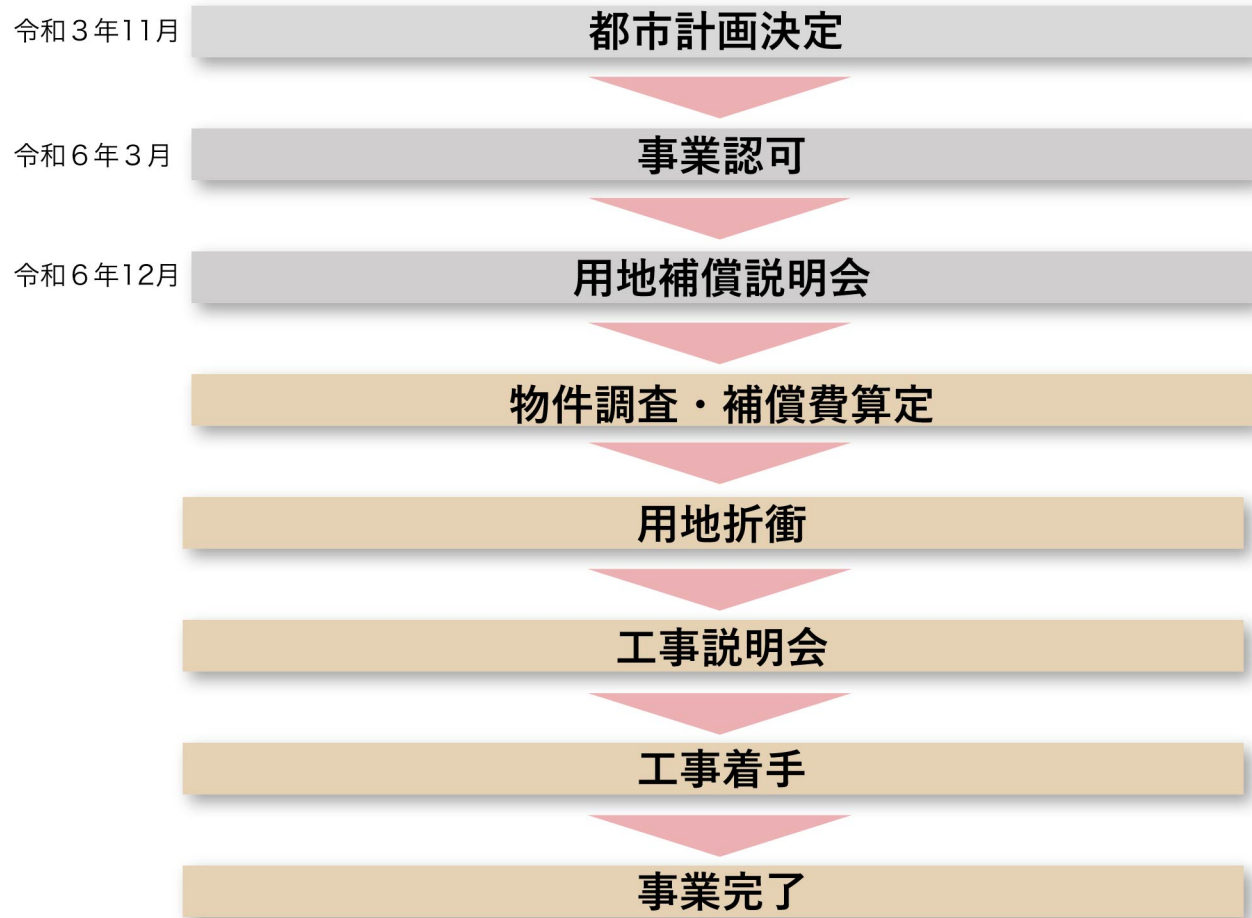 令和３年11月
都市計画決定
令和６年３月
事業認可
令和６年12月
用地補償説明会
物件調査・補償費算定
用地折衝
工事説明会
工事着手
事業完了